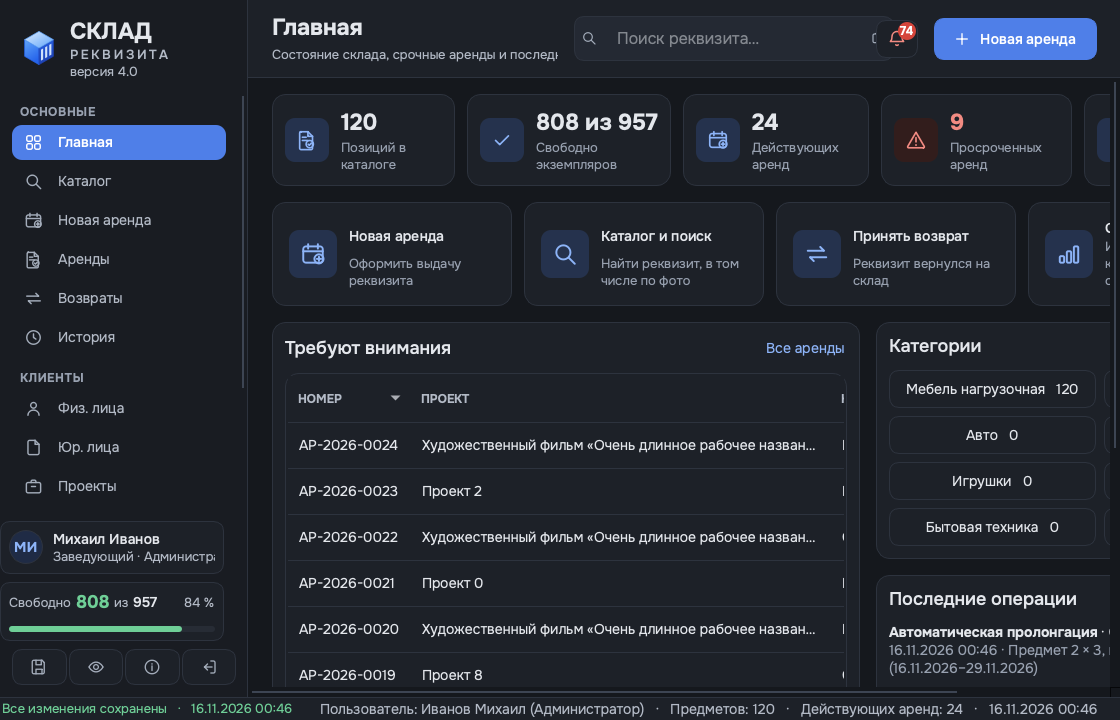 СКЛАД
РЕКВИЗИТА
версия 4.0
ОСНОВНЫЕ
Главная
Каталог
Новая аренда
Аренды
Возвраты
История
КЛИЕНТЫ
Физ. лица
Юр. лица
Проекты
МИ
Михаил Иванов
Заведующий · Администра
Свободно 808 из 957 84 %
Главная
Состояние склада, срочные аренды и последн
Поиск реквизита...
74
Новая аренда
120
Позиций в
каталоге
808 из 957
Свободно
экземпляров
24
Действующих
аренд
9
Просроченных
аренд
Новая аренда
Оформить выдачу
реквизита
Каталог и поиск
Найти реквизит, в том
числе по фото
Принять возврат
Реквизит вернулся на
склад
Требуют внимания
Все аренды
НОМЕР ПРОЕКТ
АР-2026-0024 Художественный фильм «Очень длинное рабочее назван...
АР-2026-0023 Проект 2
АР-2026-0022 Художественный фильм «Очень длинное рабочее назван...
АР-2026-0021 Проект 0
АР-2026-0020 Художественный фильм «Очень длинное рабочее назван...
АР-2026-0019 Проект 8
Категории
Мебель нагрузочная 120
Авто 0
Игрушки 0
Бытовая техника 0
Последние операции
Автоматическая пролонгация ·
16.11.2026 00:46 · Предмет 2 × 3,
(16.11.2026–29.11.2026)
Все изменения сохранены · 16.11.2026 00:46
Пользователь: Иванов Михаил (Администратор) · Предметов: 120 · Действующих аренд: 24 · 16.11.2026 00:46